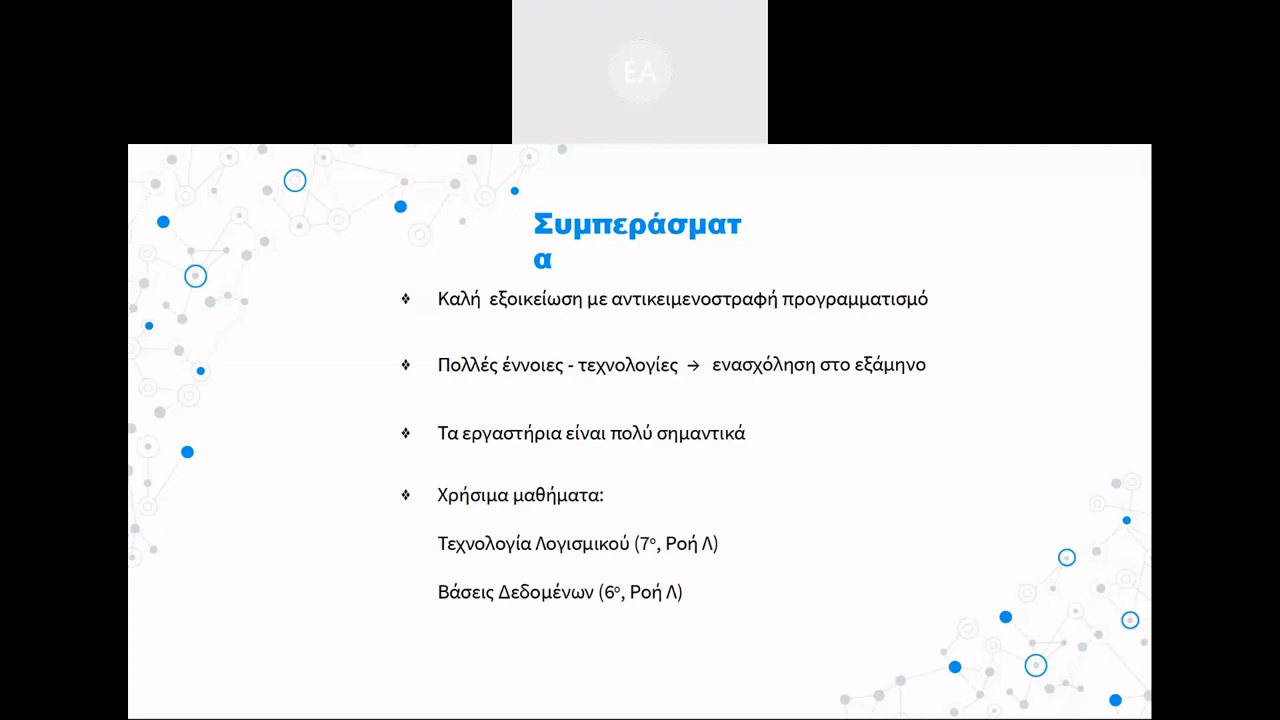 EA
Συμπεράσματ
α
❖ Καλή εξοικείωση με αντικειμενοστραφή προγραμματισμό
❖ Πολλές έννοιες - τεχνολογίες → ενασχόληση στο εξάμηνο
❖ Τα εργαστήρια είναι πολύ σημαντικά
❖ Χρήσιμα μαθήματα:
Τεχνολογία Λογισμικού (7ο, Ροή Λ)
Βάσεις Δεδομένων (6ο, Ροή Λ)